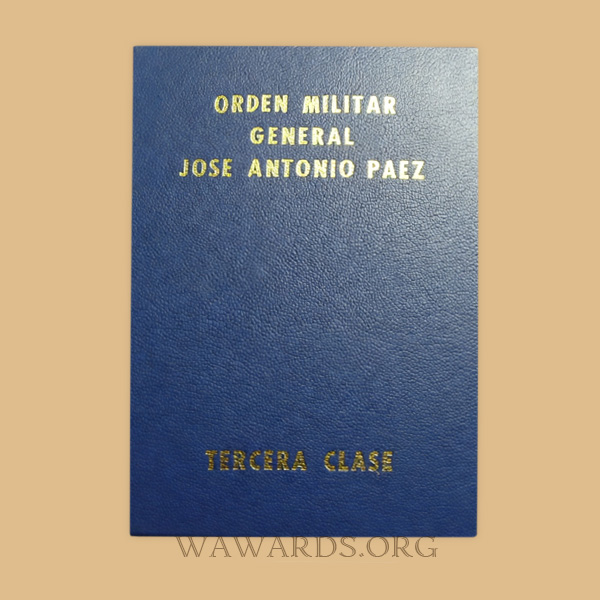 ORDEN MILITAR
GENERAL
JOSE ANTONIO PAEZ
TERCERA CLASE
WAWARDS.ORG